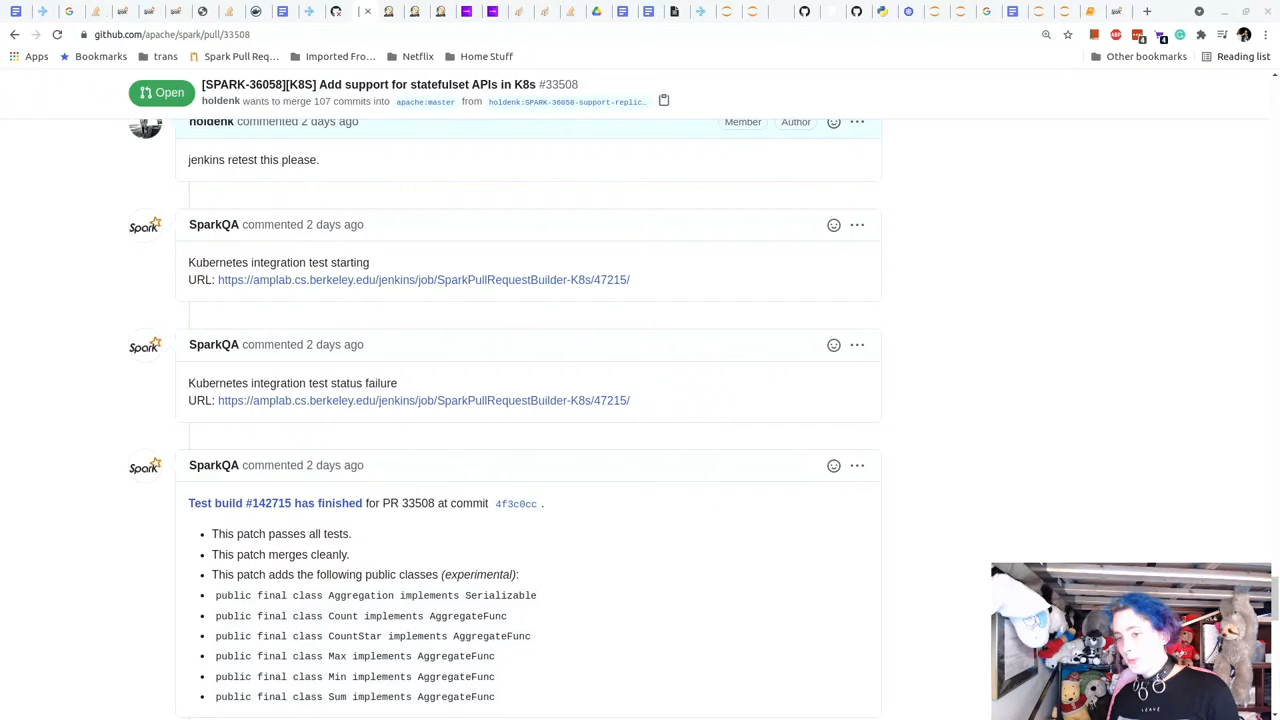 github.com/apache/spark/pull/33508
4
4
Apps
Bookmarks
trans
Spark Pull Req...
Imported Fro...
Netflix
Home Stuff
Other bookmarks
Reading list
Open
[SPARK-36058][K8S] Add support for statefulset APIs in K8s #33508
holdenk wants to merge 107 commits into apache:master from holdenk:SPARK-36058-support-replic…
holdenk commented 2 days ago
Member
Author
jenkins retest this please.
Spark
SparkQA commented 2 days ago
Kubernetes integration test starting
URL: https://amplab.cs.berkeley.edu/jenkins/job/SparkPullRequestBuilder-K8s/47215/
Spark
SparkQA commented 2 days ago
Kubernetes integration test status failure
URL: https://amplab.cs.berkeley.edu/jenkins/job/SparkPullRequestBuilder-K8s/47215/
Spark
SparkQA commented 2 days ago
Test build #142715 has finished for PR 33508 at commit 4f3c0cc .
• This patch passes all tests.
• This patch merges cleanly.
• This patch adds the following public classes (experimental):
• public final class Aggregation implements Serializable
• public final class Count implements AggregateFunc
• public final class CountStar implements AggregateFunc
• public final class Max implements AggregateFunc
• public final class Min implements AggregateFunc
• public final class Sum implements AggregateFunc
LEAVE